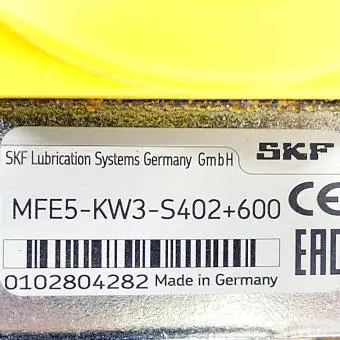 SKF Lubrication Systems Germany GmbH SKF
MFE5-KW3-S402+600 CE
EAC
0102804282 Made in Germany